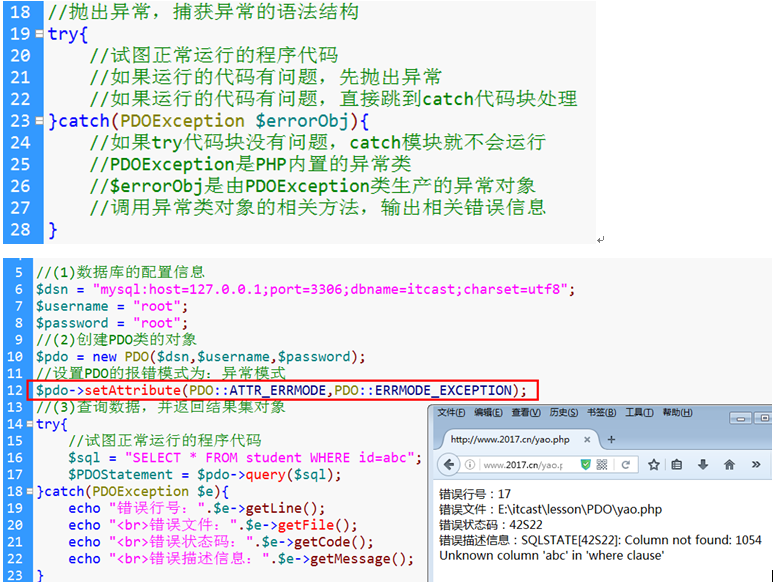 18 //抛出异常，捕获异常的语法结构
19 try{
20 //试图正常运行的程序代码
21 //如果运行的代码有问题，先抛出异常
22 //如果运行的代码有问题，直接跳到catch代码块处理
23 }catch(PDOException $errorObj){
24 //如果try代码块没有问题，catch模块就不会运行
25 //PDOException是PHP内置的异常类
26 //$errorObj是由PDOException类生产的异常对象
27 //调用异常类对象的相关方法，输出相关错误信息
28 }
5 //(1)数据库的配置信息
6 $dsn = "mysql:host=127.0.0.1;port=3306;dbname=itcast;charset=utf8";
7 $username = "root";
8 $password = "root";
9 //(2)创建PDO类的对象
10 $pdo = new PDO($dsn,$username,$password);
11 //设置PDO的报错模式为：异常模式
12 $pdo->setAttribute(PDO::ATTR_ERRMODE,PDO::ERRMODE_EXCEPTION);
13 //(3)查询数据，并返回结果集对象
14 try{
15 //试图正常运行的程序代码
16 $sql = "SELECT * FROM student WHERE id=abc";
17 $PDOStatement = $pdo->query($sql);
18 }catch(PDOException $e){
19 echo "错误行号：".$e->getLine();
20 echo "<br>错误文件：".$e->getFile();
21 echo "<br>错误状态码：".$e->getCode();
22 echo "<br>错误描述信息：".$e->getMessage();
23 }
文件(F) 编辑(E) 查看(V) 历史(S) 书签(B) 工具(T) 帮助(H)
http://www.2017.cn/yao.php
www.2017.cn/yao.p
错误行号：17
错误文件：E:\itcast\lesson\PDO\yao.php
错误状态码：42S22
错误描述信息：SQLSTATE[42S22]: Column not found: 1054
Unknown column 'abc' in 'where clause'